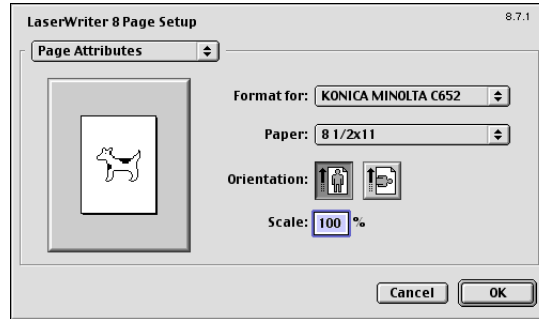 LaserWriter 8 Page Setup
8.7.1
Page Attributes
Format for: KONICA MINOLTA C652
Paper: 8 1/2x11
Orientation:
Scale: 100 %
Cancel
OK